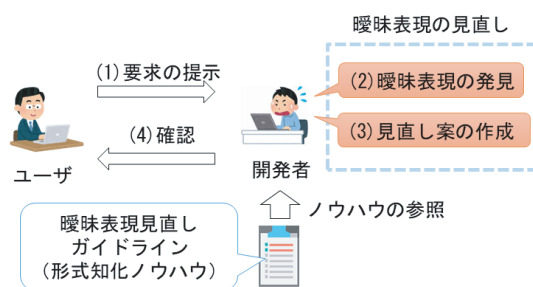 曖昧表現の見直し
(1)要求の提示
(2)曖昧表現の発見
(3)見直し案の作成
(4)確認
ユーザ
開発者
ノウハウの参照
曖昧表現見直し
ガイドライン
(形式知化ノウハウ)